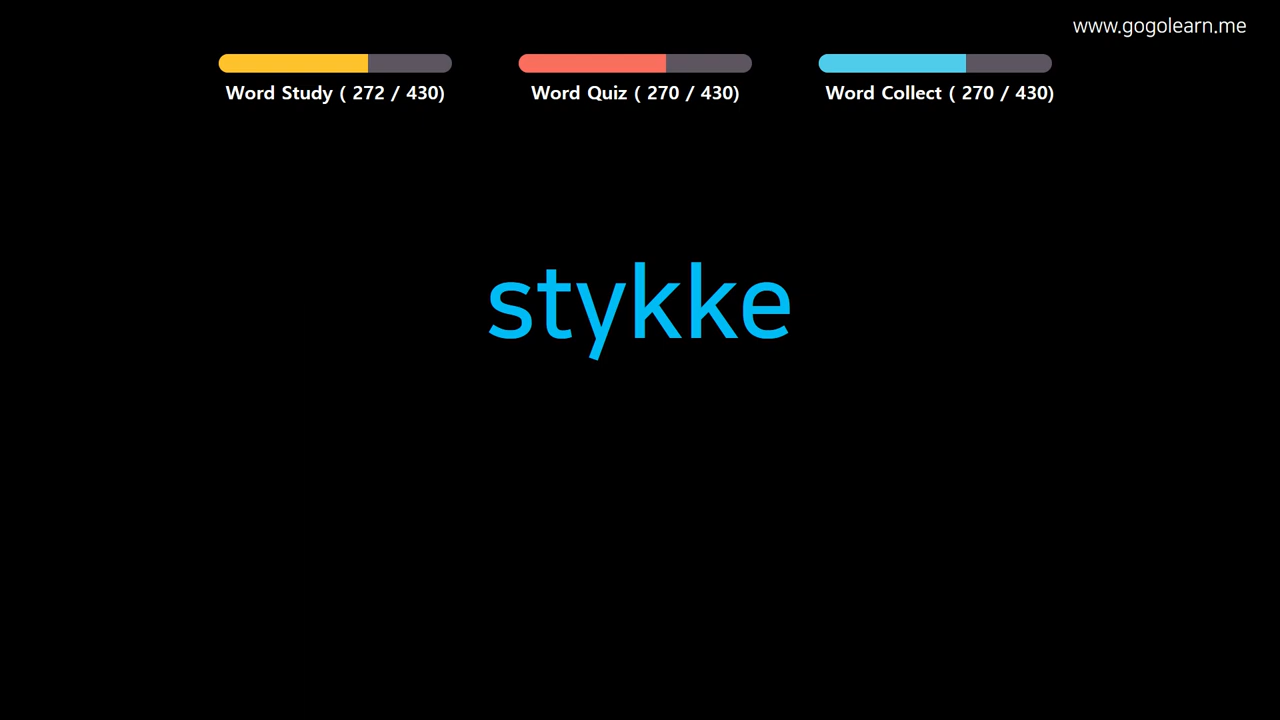 www.gogolearn.me
Word Study ( 272 / 430)
Word Quiz ( 270 / 430)
Word Collect ( 270 / 430)
stykke